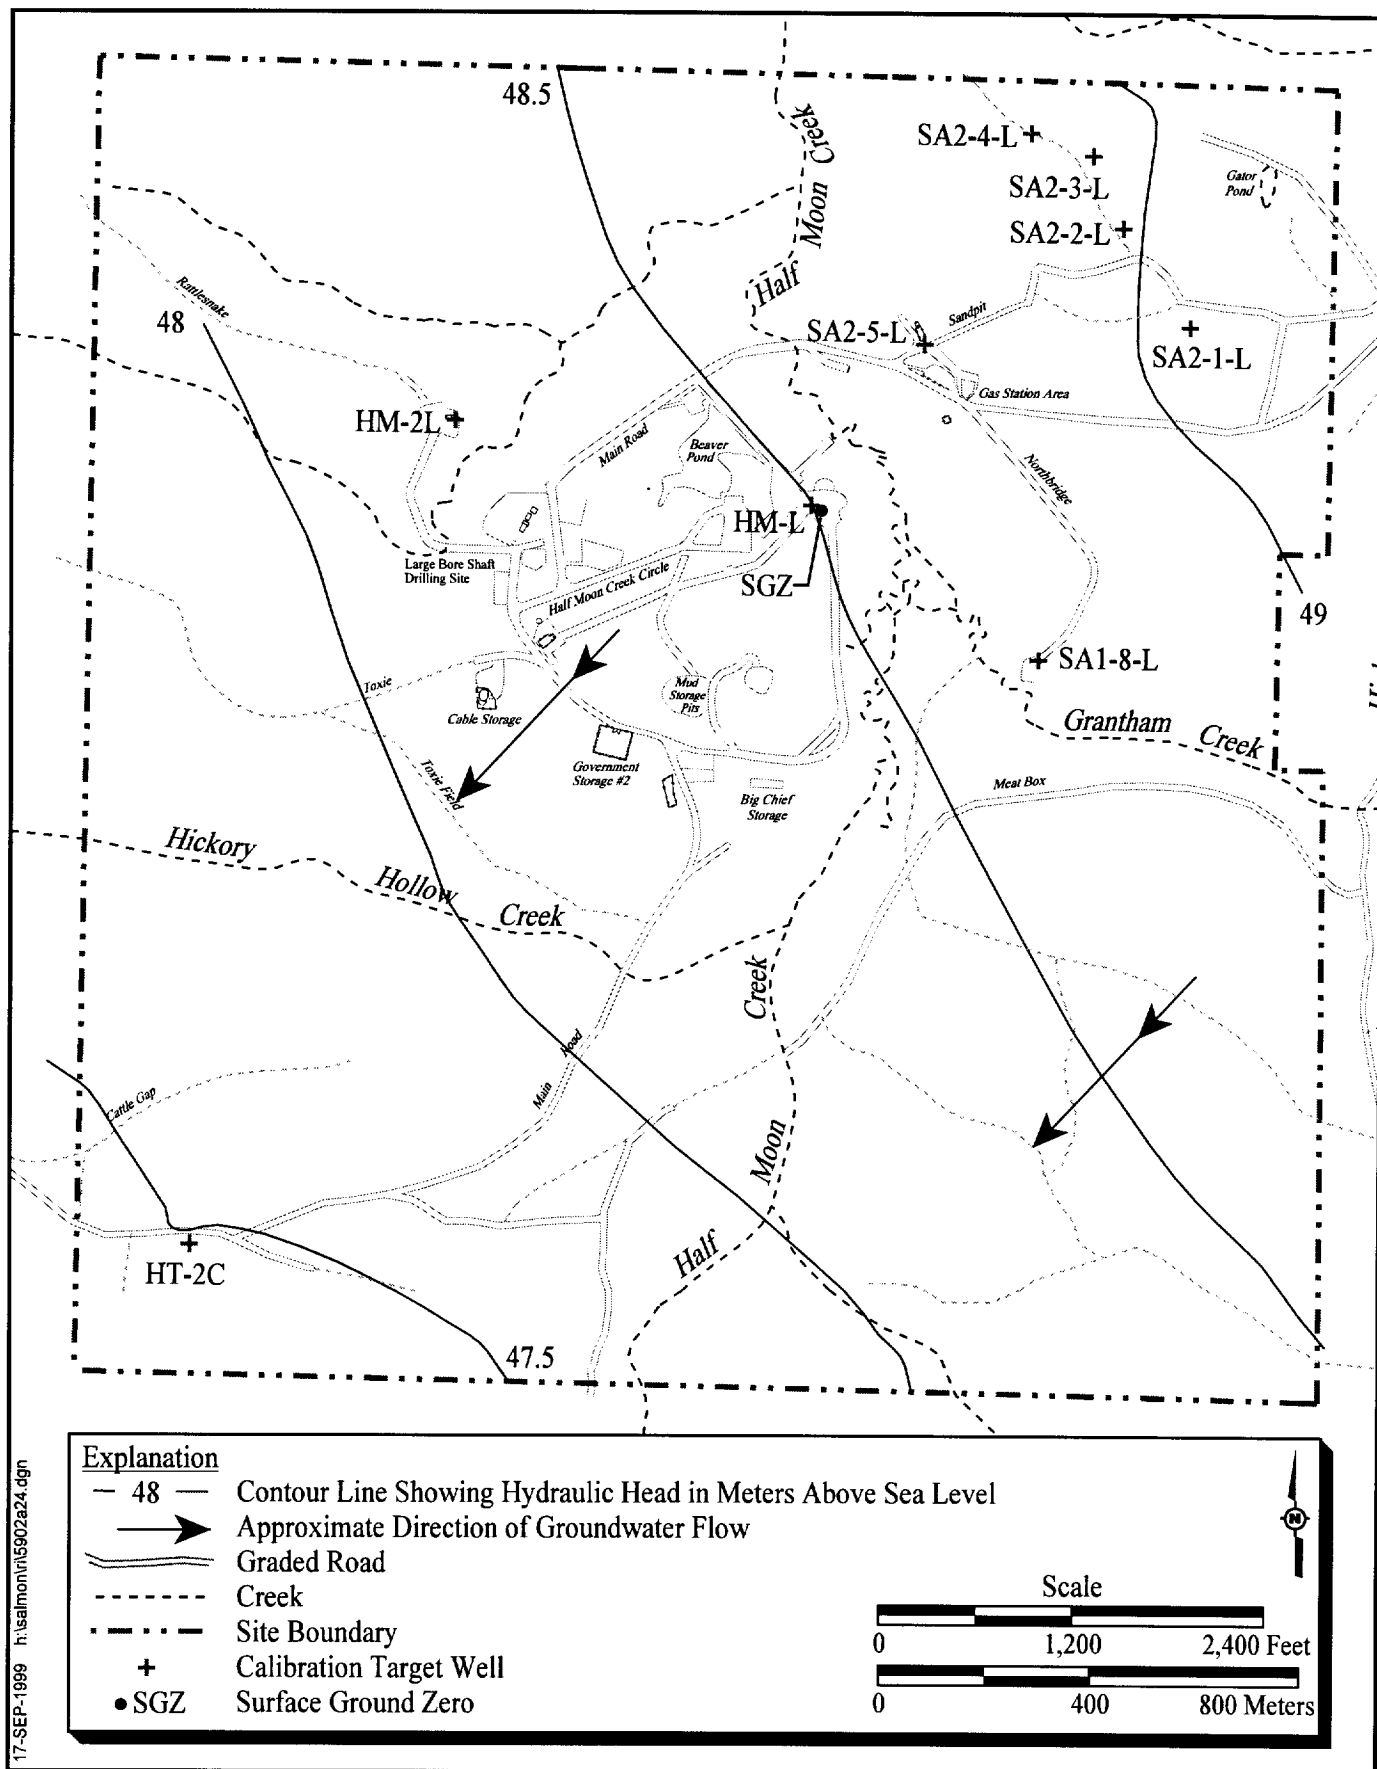 48.5
Half Moon Creek
SA2-4-L
SA2-3-L
SA2-2-L
Gator
Pond
Rattlesnake
48
Sandpit
SA2-5-L
SA2-1-L
HM-2L
Gas Station Area
Main Road
Beaver
Pond
Northbridge
HM-L
Large Bore Shaft
Drilling Site
Half Moon Creek Circle
SGZ
49
SA1-8-L
Toxie
Mud
Storage
Pits
Cable Storage
Grantham Creek
Government
Storage #2
Toxie Field
Meat Box
Big Chief
Storage
Hickory Hollow Creek
Main Road
Cattle Gap
Half Moon Creek
HT-2C
47.5
Explanation
48 Contour Line Showing Hydraulic Head in Meters Above Sea Level
Approximate Direction of Groundwater Flow
Graded Road
Creek
Site Boundary
Calibration Target Well
SGZ Surface Ground Zero
N
Scale
0 1,200 2,400 Feet
0 400 800 Meters
17-SEP-1999 h:\salmon\ri\5902a24.dgn